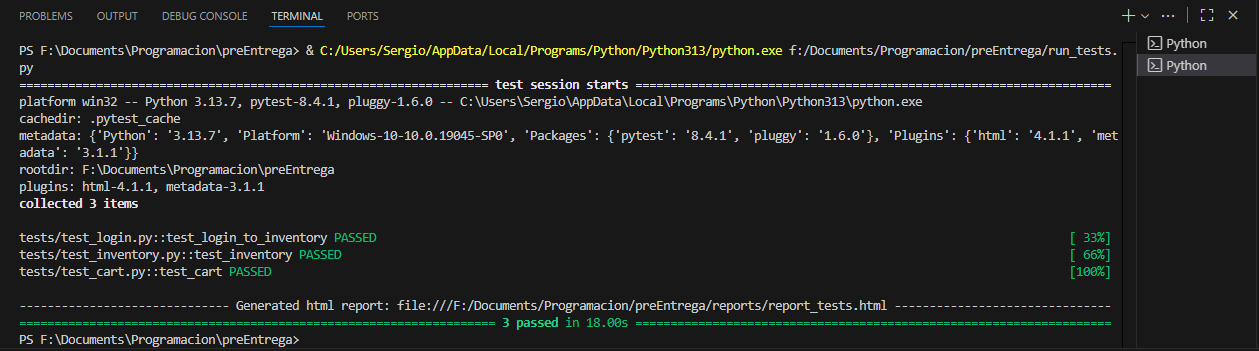 PROBLEMS OUTPUT DEBUG CONSOLE TERMINAL PORTS
PS F:\Documents\Programacion\preEntrega> & C:/Users/Sergio/AppData/Local/Programs/Python/Python313/python.exe f:/Documents/Programacion/preEntrega/run_tests.
py
Python
Python
============================== test session starts ==============================
platform win32 -- Python 3.13.7, pytest-8.4.1, pluggy-1.6.0 -- C:\Users\Sergio\AppData\Local\Programs\Python\Python313\python.exe
cachedir: .pytest_cache
metadata: {'Python': '3.13.7', 'Platform': 'Windows-10-10.0.19045-SP0', 'Packages': {'pytest': '8.4.1', 'pluggy': '1.6.0'}, 'Plugins': {'html': '4.1.1', 'met
adata': '3.1.1'}}
rootdir: F:\Documents\Programacion\preEntrega
plugins: html-4.1.1, metadata-3.1.1
collected 3 items
tests/test_login.py::test_login_to_inventory PASSED [ 33%]
tests/test_inventory.py::test_inventory PASSED [ 66%]
tests/test_cart.py::test_cart PASSED [100%]
------------------------------ Generated html report: file:///F:/Documents/Programacion/preEntrega/reports/report_tests.html -------------------------------
============================== 3 passed in 18.00s ==============================
PS F:\Documents\Programacion\preEntrega>